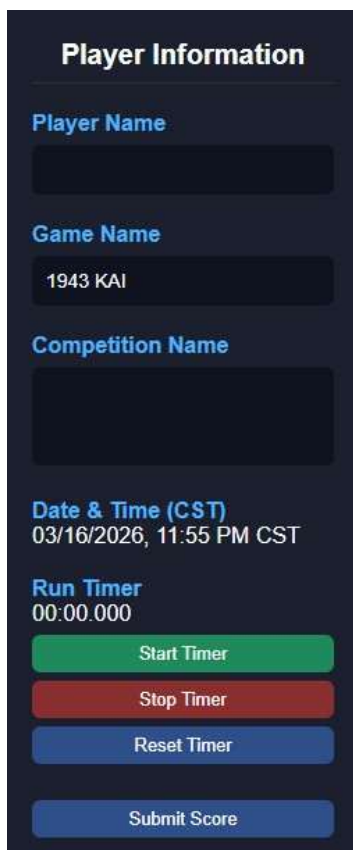 Player Information
Player Name
Game Name
1943 KAI
Competition Name
Date & Time (CST)
03/16/2026, 11:55 PM CST
Run Timer
00:00.000
Start Timer
Stop Timer
Reset Timer
Submit Score